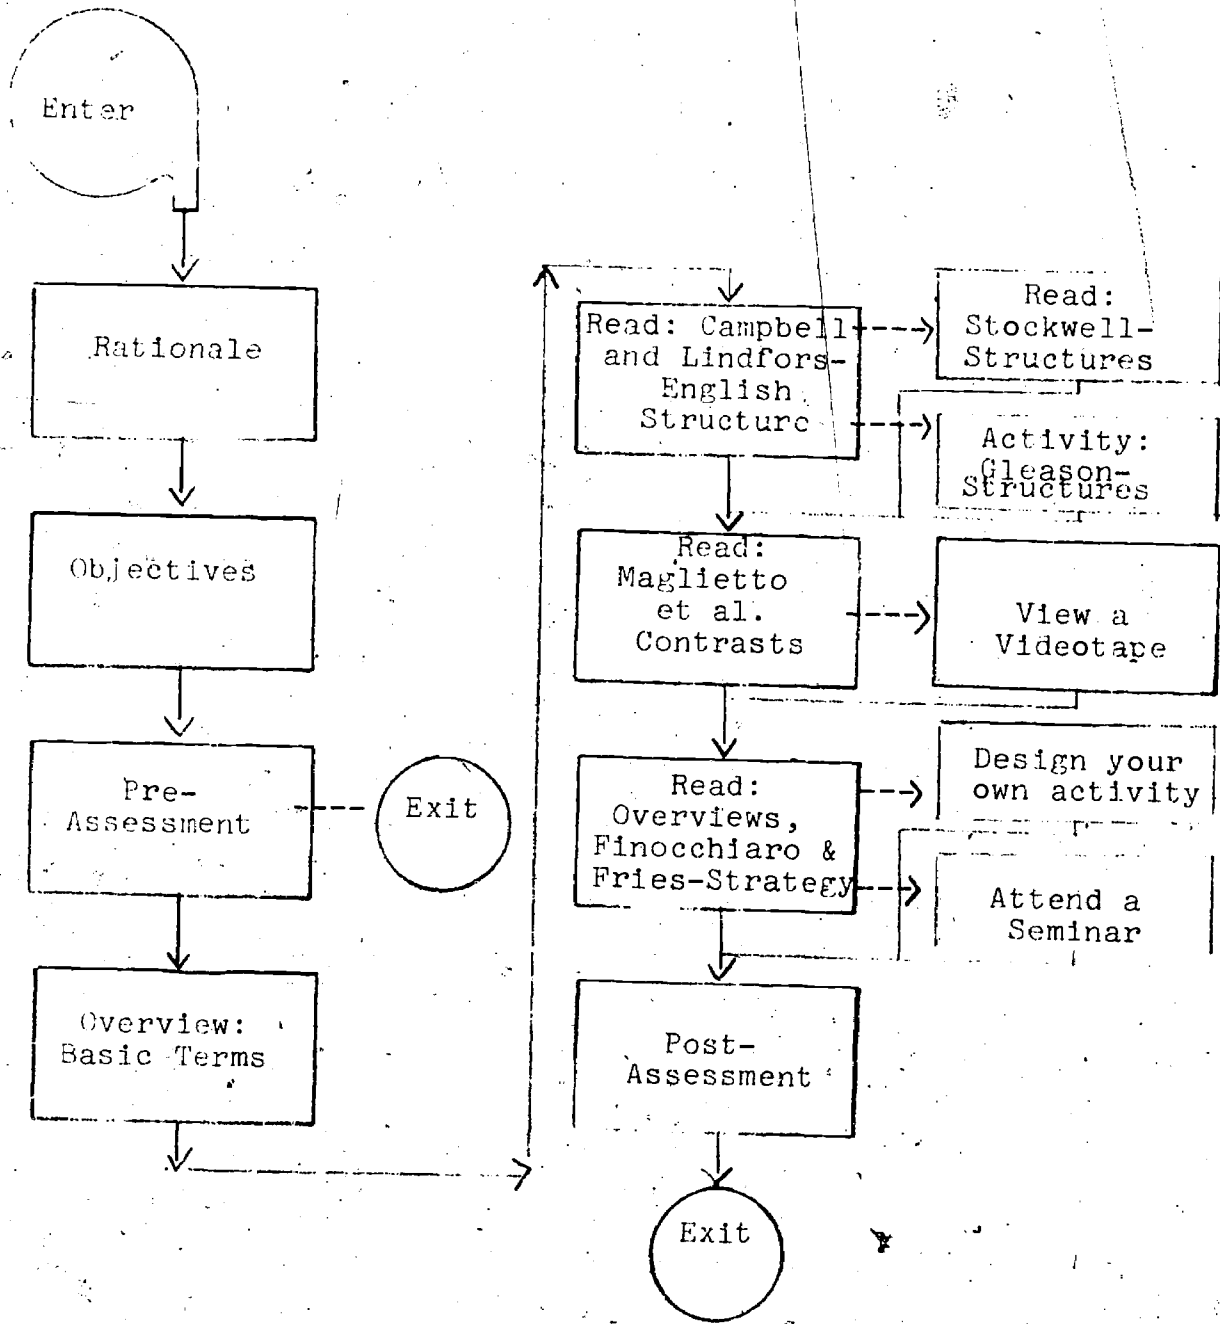 Enter
Rationale
Objectives
Pre-
Assessment
Exit
Overview:
Basic Terms
Read: Campbell
and Lindfors-
English
Structure
Read:
Stockwell-
Structures
Activity:
Gleason-
Structures
Read:
Maglietto
et al.
Contrasts
View a
Videotape
Read:
Overviews,
Finocchiaro &
Fries-Strategy
Design your
own activity
Attend a
Seminar
Post-
Assessment
Exit